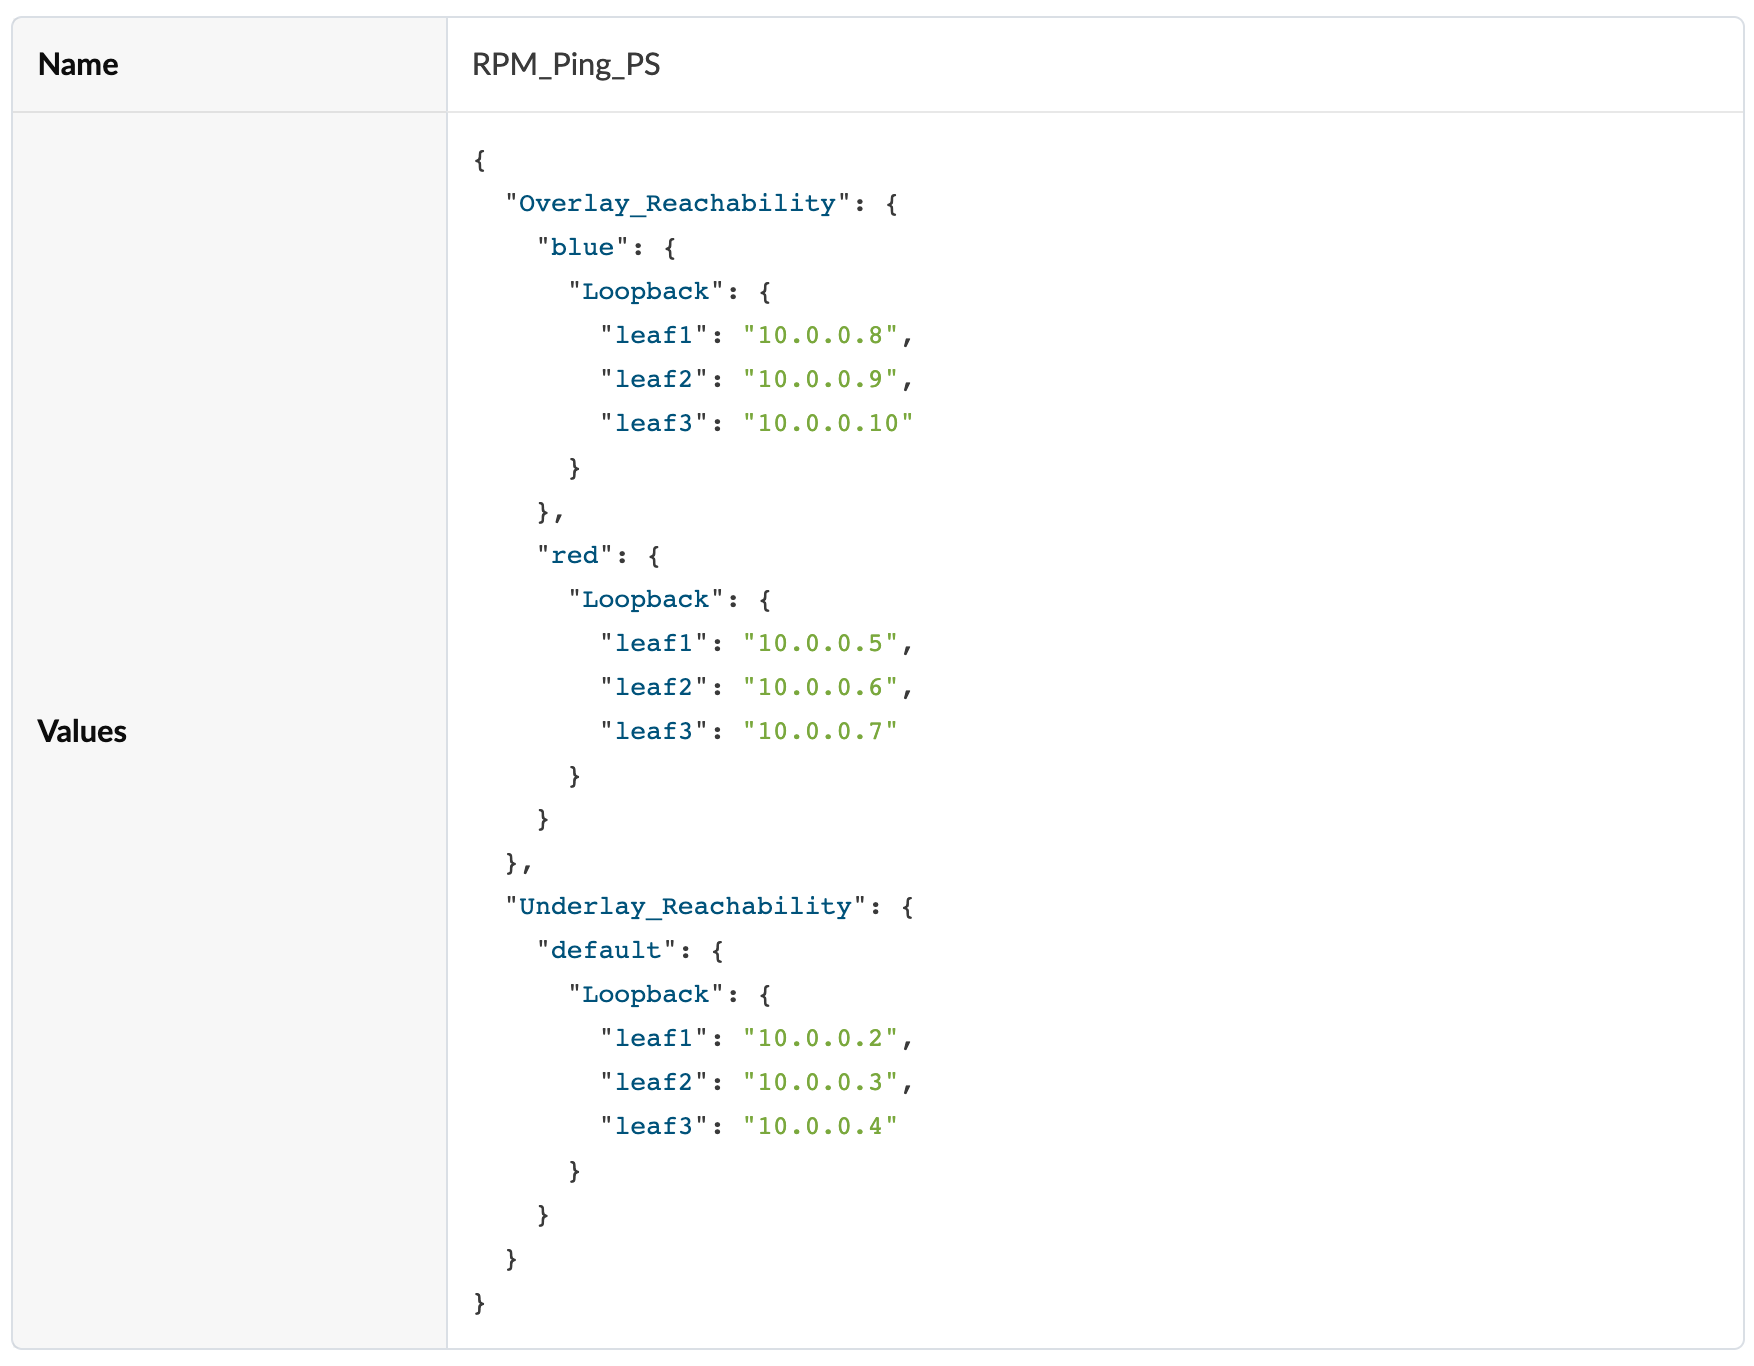 Name
RPM_Ping_PS
Values
{
  "Overlay_Reachability": {
    "blue": {
      "Loopback": {
        "leaf1": "10.0.0.8",
        "leaf2": "10.0.0.9",
        "leaf3": "10.0.0.10"
      }
    },
    "red": {
      "Loopback": {
        "leaf1": "10.0.0.5",
        "leaf2": "10.0.0.6",
        "leaf3": "10.0.0.7"
      }
    }
  },
  "Underlay_Reachability": {
    "default": {
      "Loopback": {
        "leaf1": "10.0.0.2",
        "leaf2": "10.0.0.3",
        "leaf3": "10.0.0.4"
      }
    }
  }
}